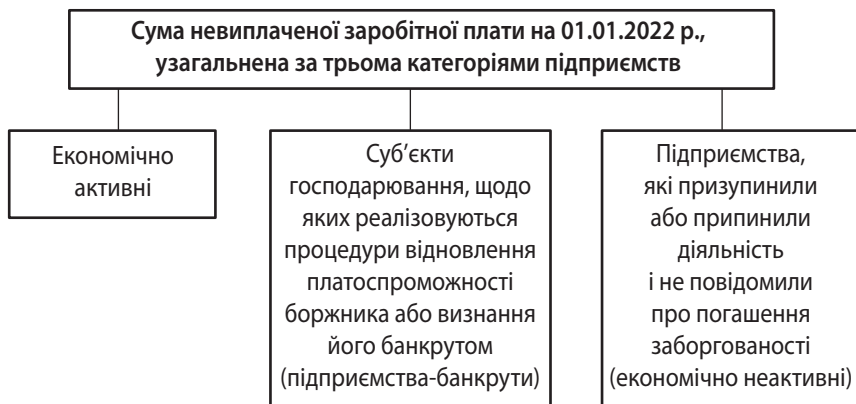 Сума невиплаченої заробітної плати на 01.01.2022 р.,
узагальнена за трьома категоріями підприємств
Економічно
активні
Суб’єкти
господарювання, щодо
яких реалізовуються
процедури відновлення
платоспроможності
боржника або визнання
його банкрутом
(підприємства-банкрути)
Підприємства,
які призупинили
або припинили
діяльність
і не повідомили
про погашення
заборгованості
(економічно неактивні)